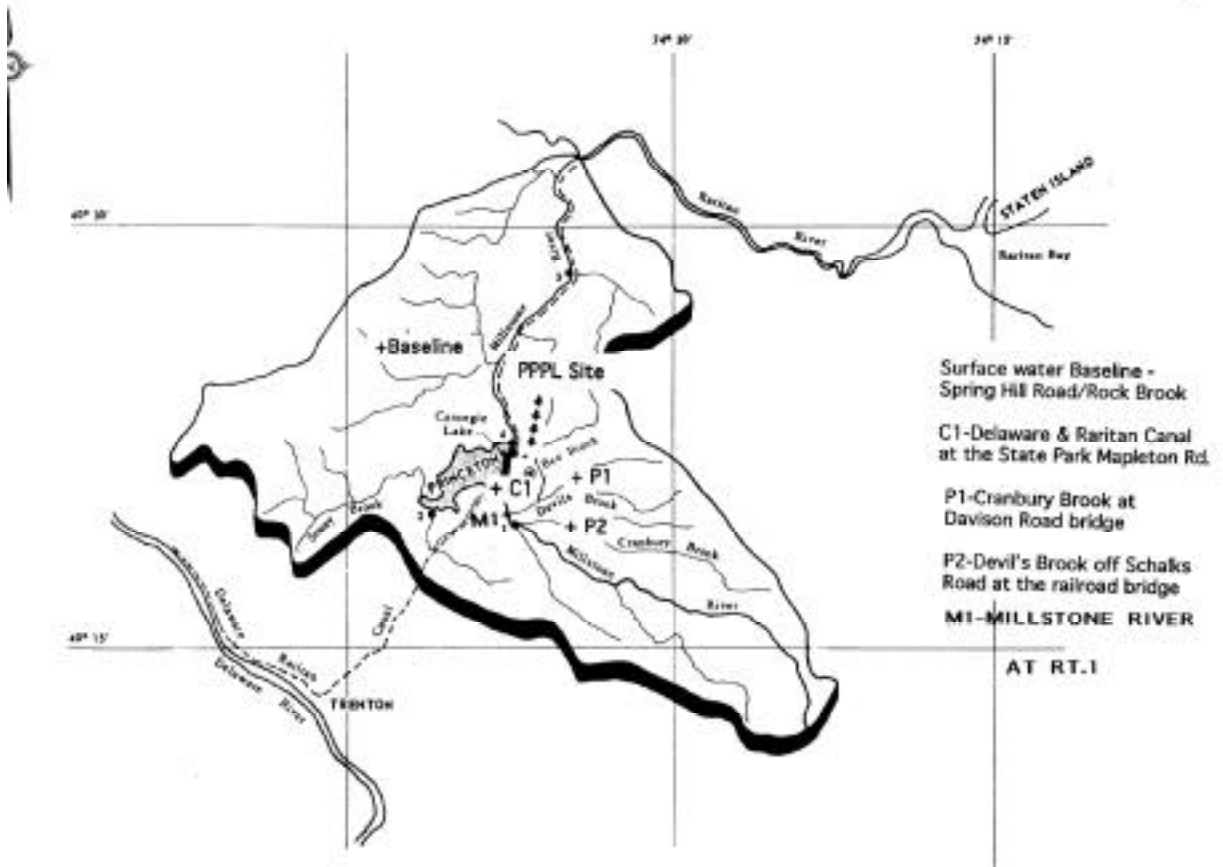 74° 30'
74° 15'
STATEN ISLAND
Raritan
River
Raritan Bay
40° 30'
Millstone
River
3
+Baseline
PPPL Site
Carnegie
Lake
4
PRINCETON
Bee Brook
+ C1
+ P1
Devils Brook
2
M1
1
+ P2
Cranbury Brook
Stony Brook
Millstone
River
Canal
Delaware
Raritan
Delaware
River
40° 15'
TRENTON
Surface water Baseline -
Spring Hill Road/Rock Brook
C1-Delaware & Raritan Canal
at the State Park Mapleton Rd.
P1-Cranbury Brook at
Davison Road bridge
P2-Devil's Brook off Schalks
Road at the railroad bridge
M1-MILLSTONE RIVER
AT RT.1